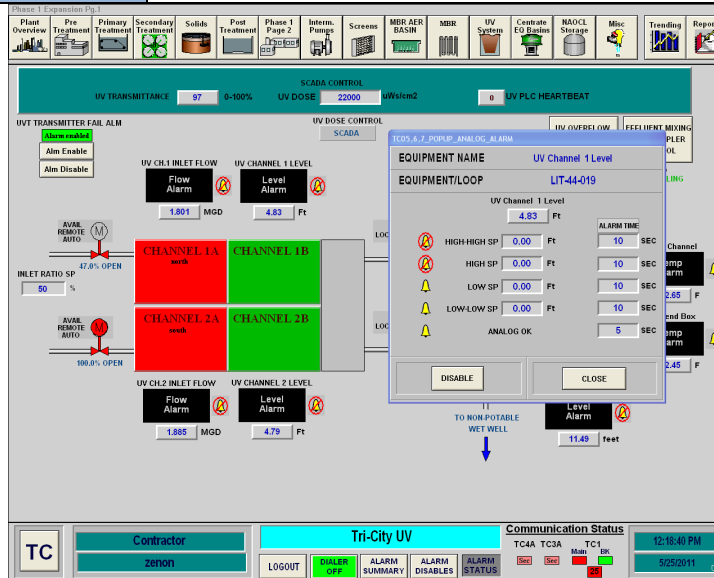 Phase 1 Expansion Pg.1
Plant Overview
Pre Treatment
Primary Treatment
Secondary Treatment
Solids
Post Treatment
Phase 1 Page 2
Interm. Pumps
Screens
MBR AER BASIN
MBR
UV System
Centrate EQ Basins
NAOCL Storage
Misc
Trending
SCADA CONTROL
UV TRANSMITTANCE 97 0-100% UV DOSE 22000 uWs/cm2 0 UV PLC HEARTBEAT
UVT TRANSMITTER FAIL ALM
Alarm enabled
Alm Enable
Alm Disable
UV DOSE CONTROL
SCADA
UV OVERFLOW
EFFLUENT MIXING
TC05,6,7_POPUP_ANALOG_ALARM
EQUIPMENT NAME UV Channel 1 Level
EQUIPMENT/LOOP LIT-44-019
UV Channel 1 Level
4.83 Ft
ALARM TIME
HIGH-HIGH SP 0.00 Ft 10 SEC
HIGH SP 0.00 Ft 10 SEC
LOW SP 0.00 Ft 10 SEC
LOW-LOW SP 0.00 Ft 10 SEC
ANALOG OK 5 SEC
DISABLE CLOSE
UV CH.1 INLET FLOW UV CHANNEL 1 LEVEL
Flow Alarm
Level Alarm
1.801 MGD 4.83 Ft
AVAIL
REMOTE
AUTO
M
47.0% OPEN
INLET RATIO SP
50 %
CHANNEL 1A
north
CHANNEL 1B
CHANNEL 2A
south
CHANNEL 2B
AVAIL
REMOTE
AUTO
M
100.0% OPEN
UV CH.2 INLET FLOW UV CHANNEL 2 LEVEL
Flow Alarm
Level Alarm
1.885 MGD 4.79 Ft
Channel
2.65 F
2.45 F
TO NON-POTABLE
WET WELL
Level
Alarm
11.49 feet
TC
Contractor
zenon
Tri-City UV
LOGOUT
DIALER OFF
ALARM SUMMARY
ALARM DISABLES
ALARM STATUS
Communication Status
TC4A TC3A TC1
Main BK
Sec Sec
25
12:18:40 PM
5/25/2011